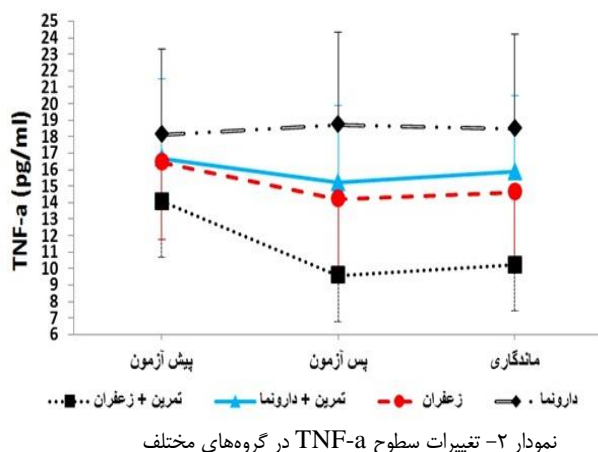 25
24
23
22
21
20
19
18
17
16
15
14
13
12
11
10
9
8
7
6
TNF-a (pg/ml)
پیش آزمون
پس آزمون
ماندگاری
دارونما
زعفران
تمرین + دارونما
تمرین + زعفران
نمودار ۲- تغییرات سطوح TNF-a در گروه‌های مختلف